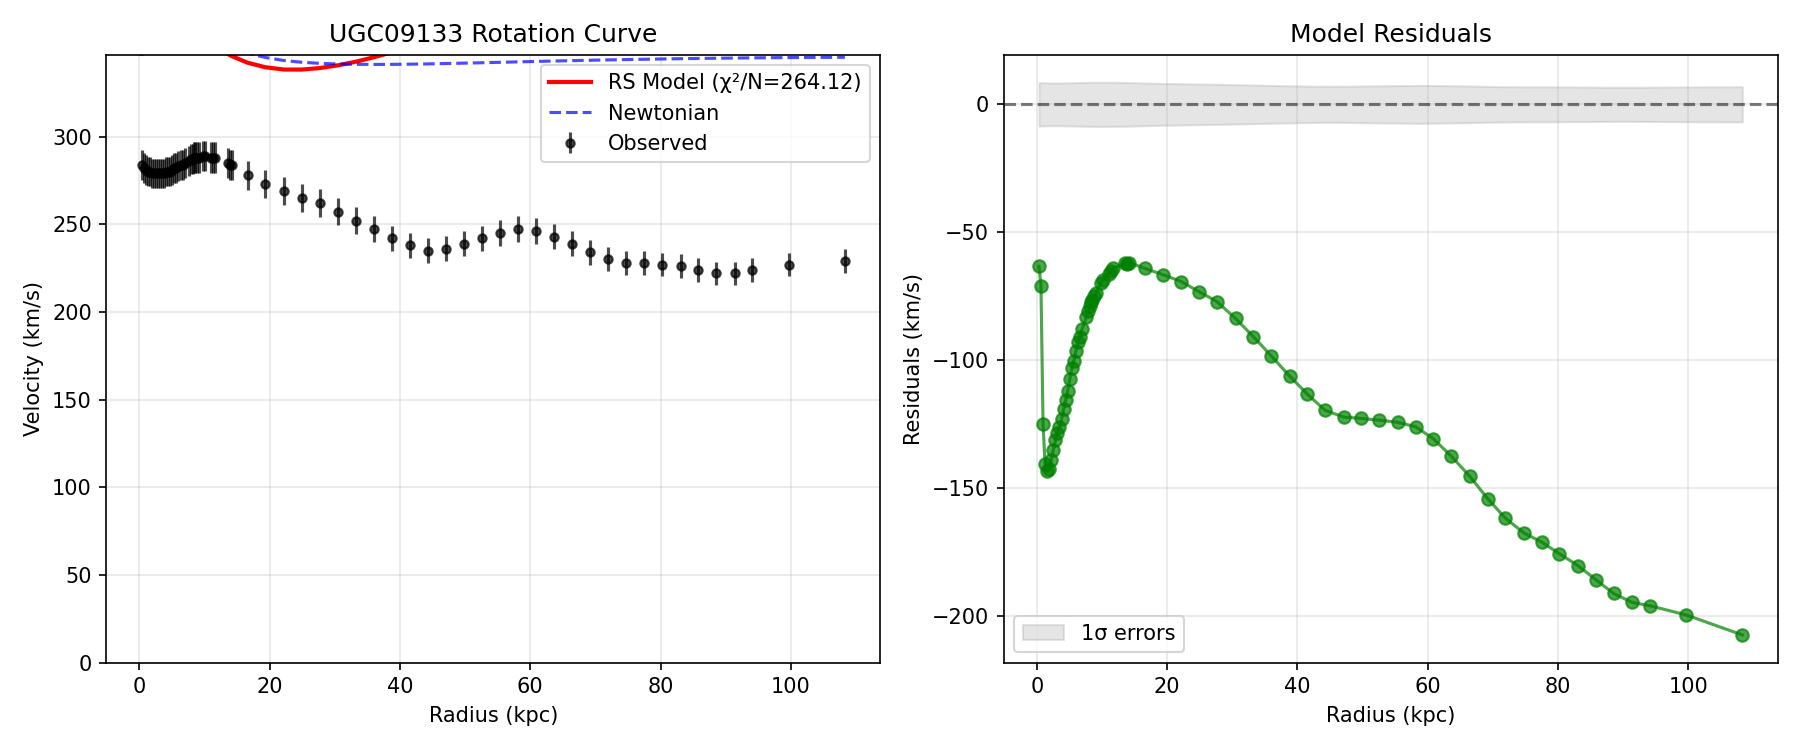 UGC09133 Rotation Curve
Velocity (km/s)
300
250
200
150
100
50
0
RS Model (χ²/N=264.12)
Newtonian
Observed
0 20 40 60 80 100
Radius (kpc)
Model Residuals
Residuals (km/s)
0
−50
−100
−150
−200
1σ errors
0 20 40 60 80 100
Radius (kpc)